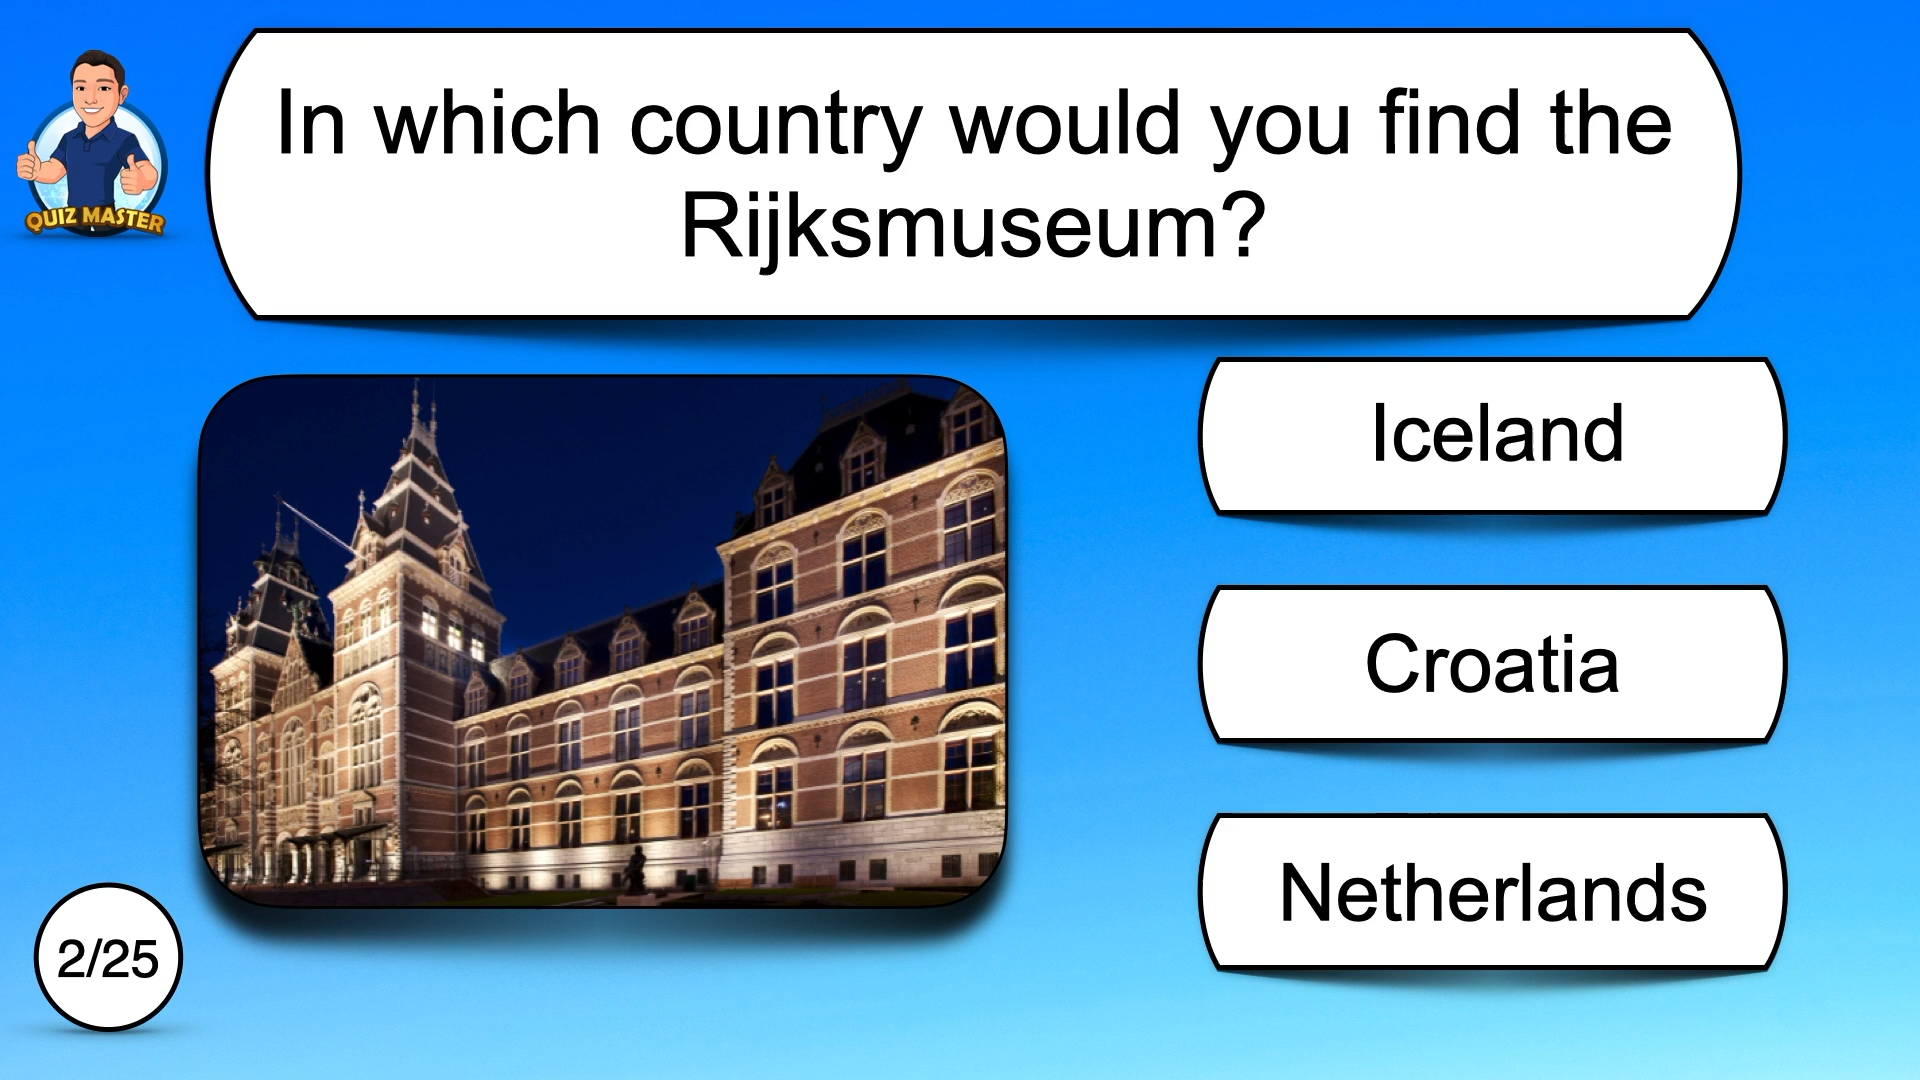 QUIZ MASTER
In which country would you find the
Rijksmuseum?
Iceland
Croatia
Netherlands
2/25